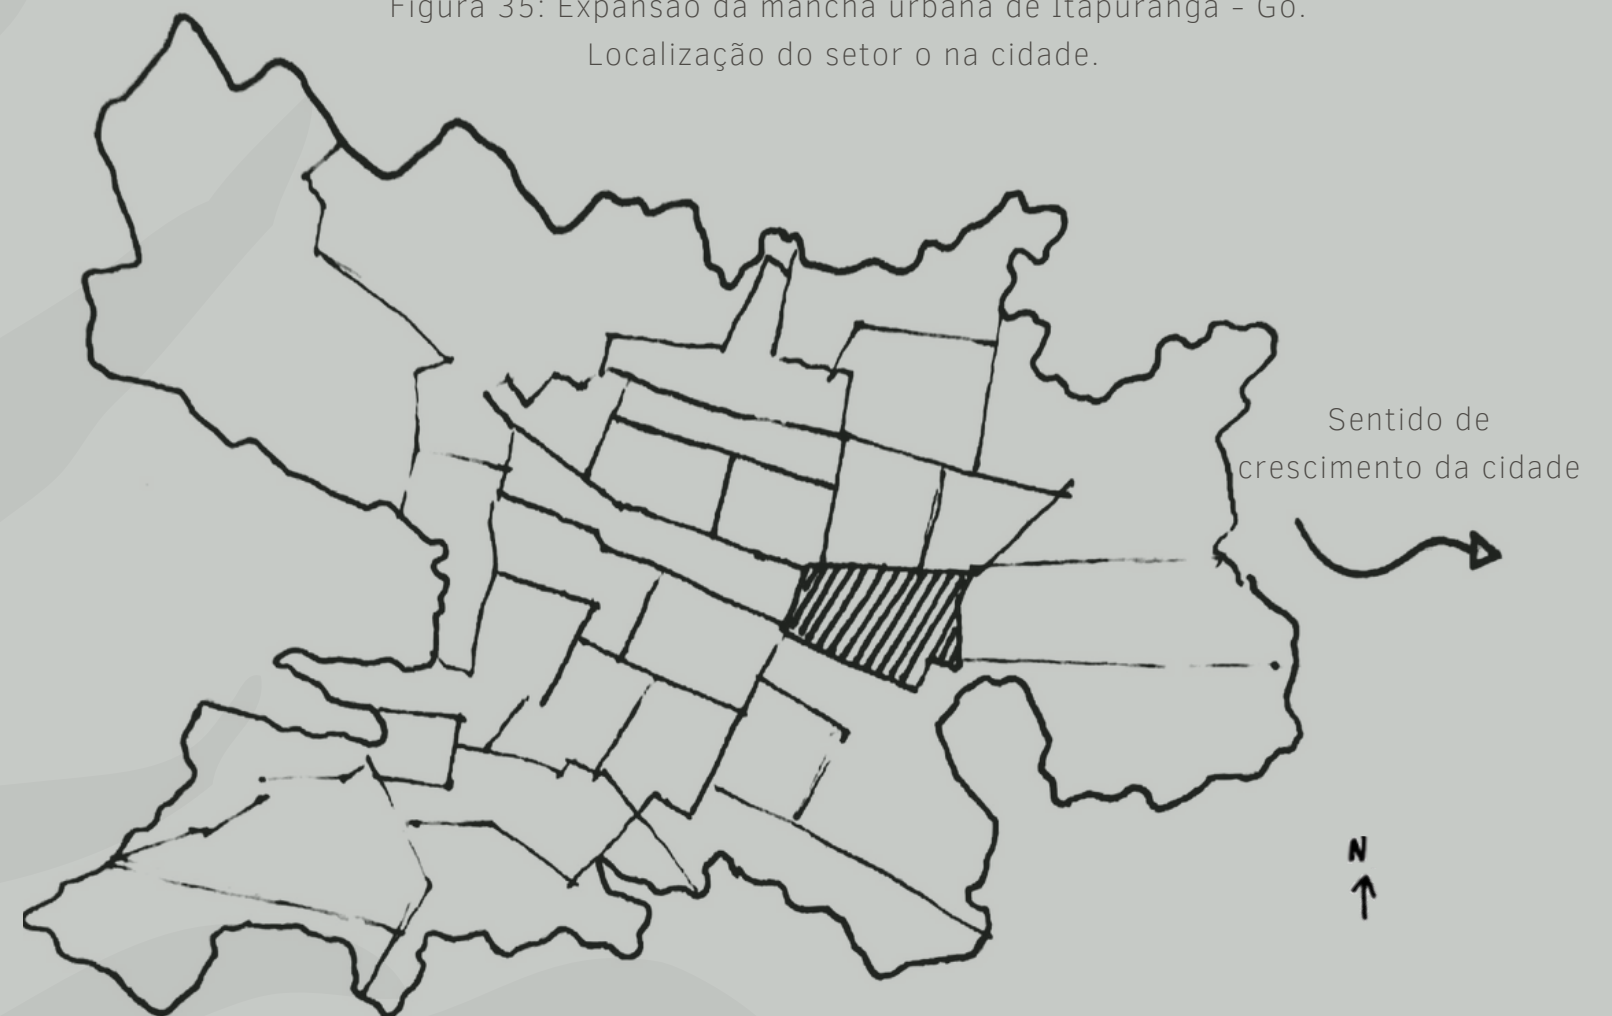 Figura 35: Expansão da mancha urbana de Itapuranga - Go.
Localização do setor o na cidade.
Sentido de
crescimento da cidade
N